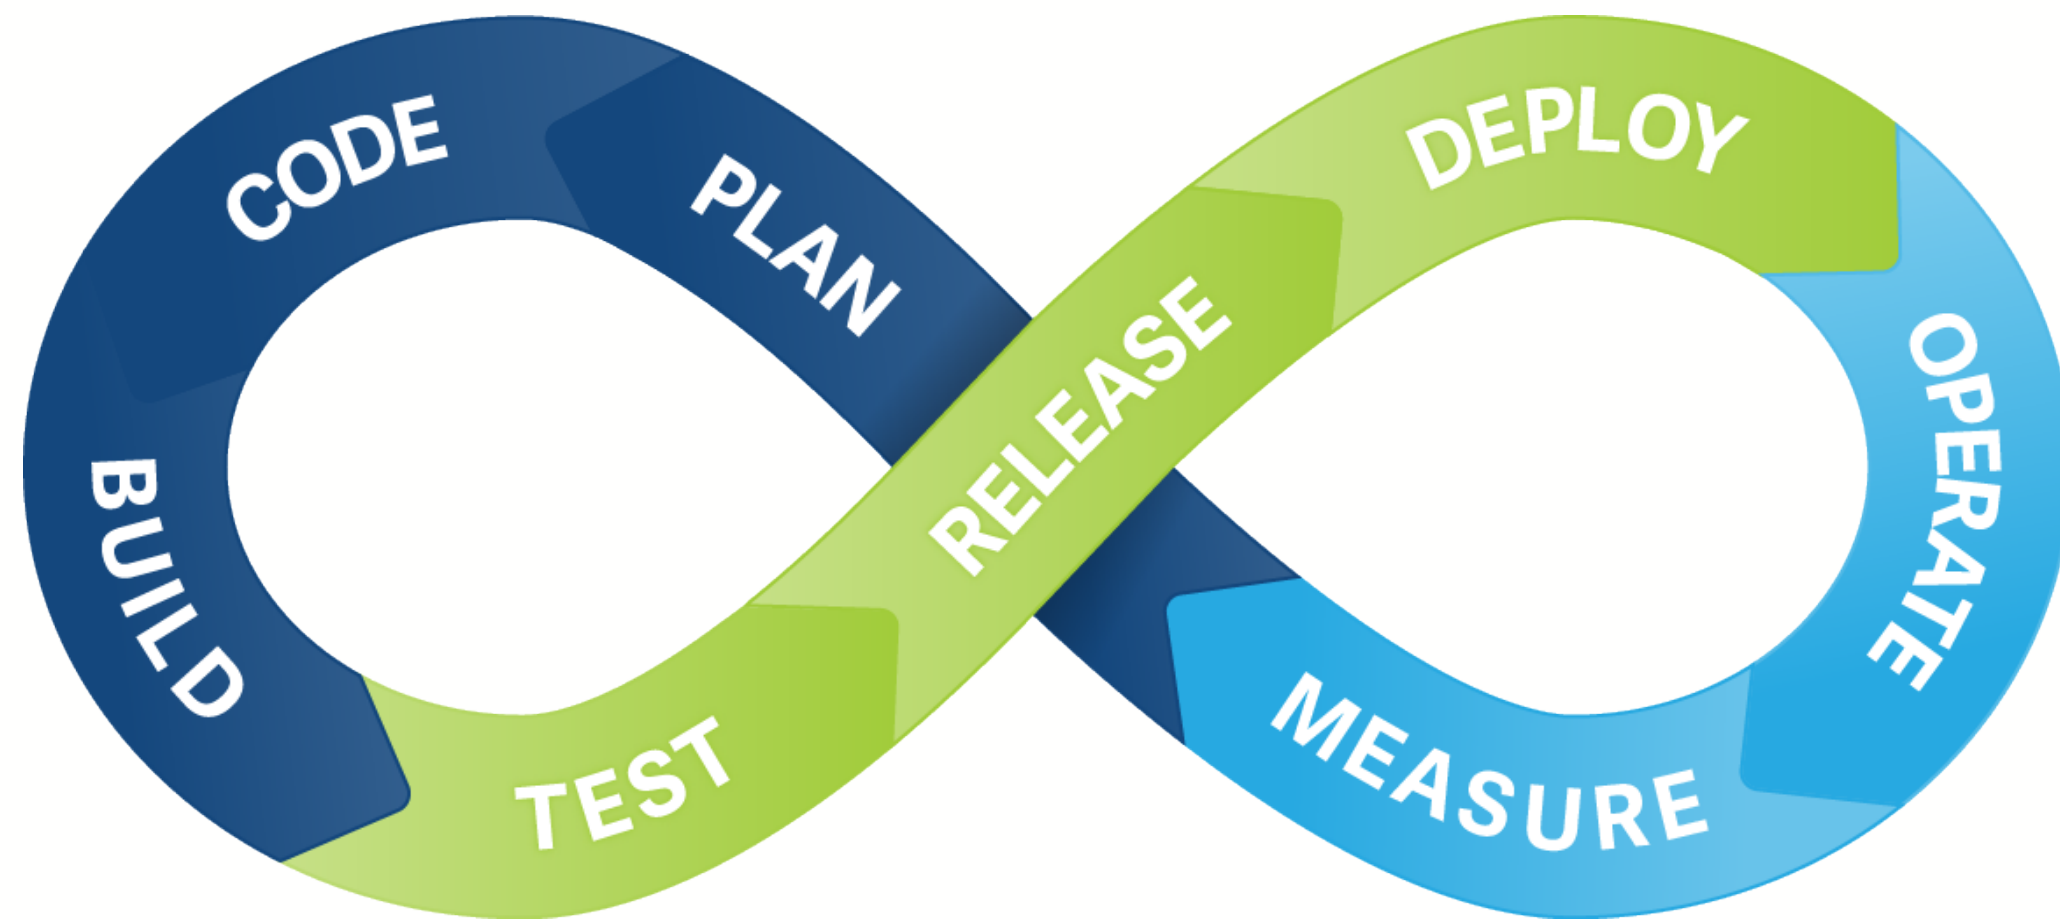 PLAN
CODE
BUILD
TEST
RELEASE
DEPLOY
OPERATE
MEASURE